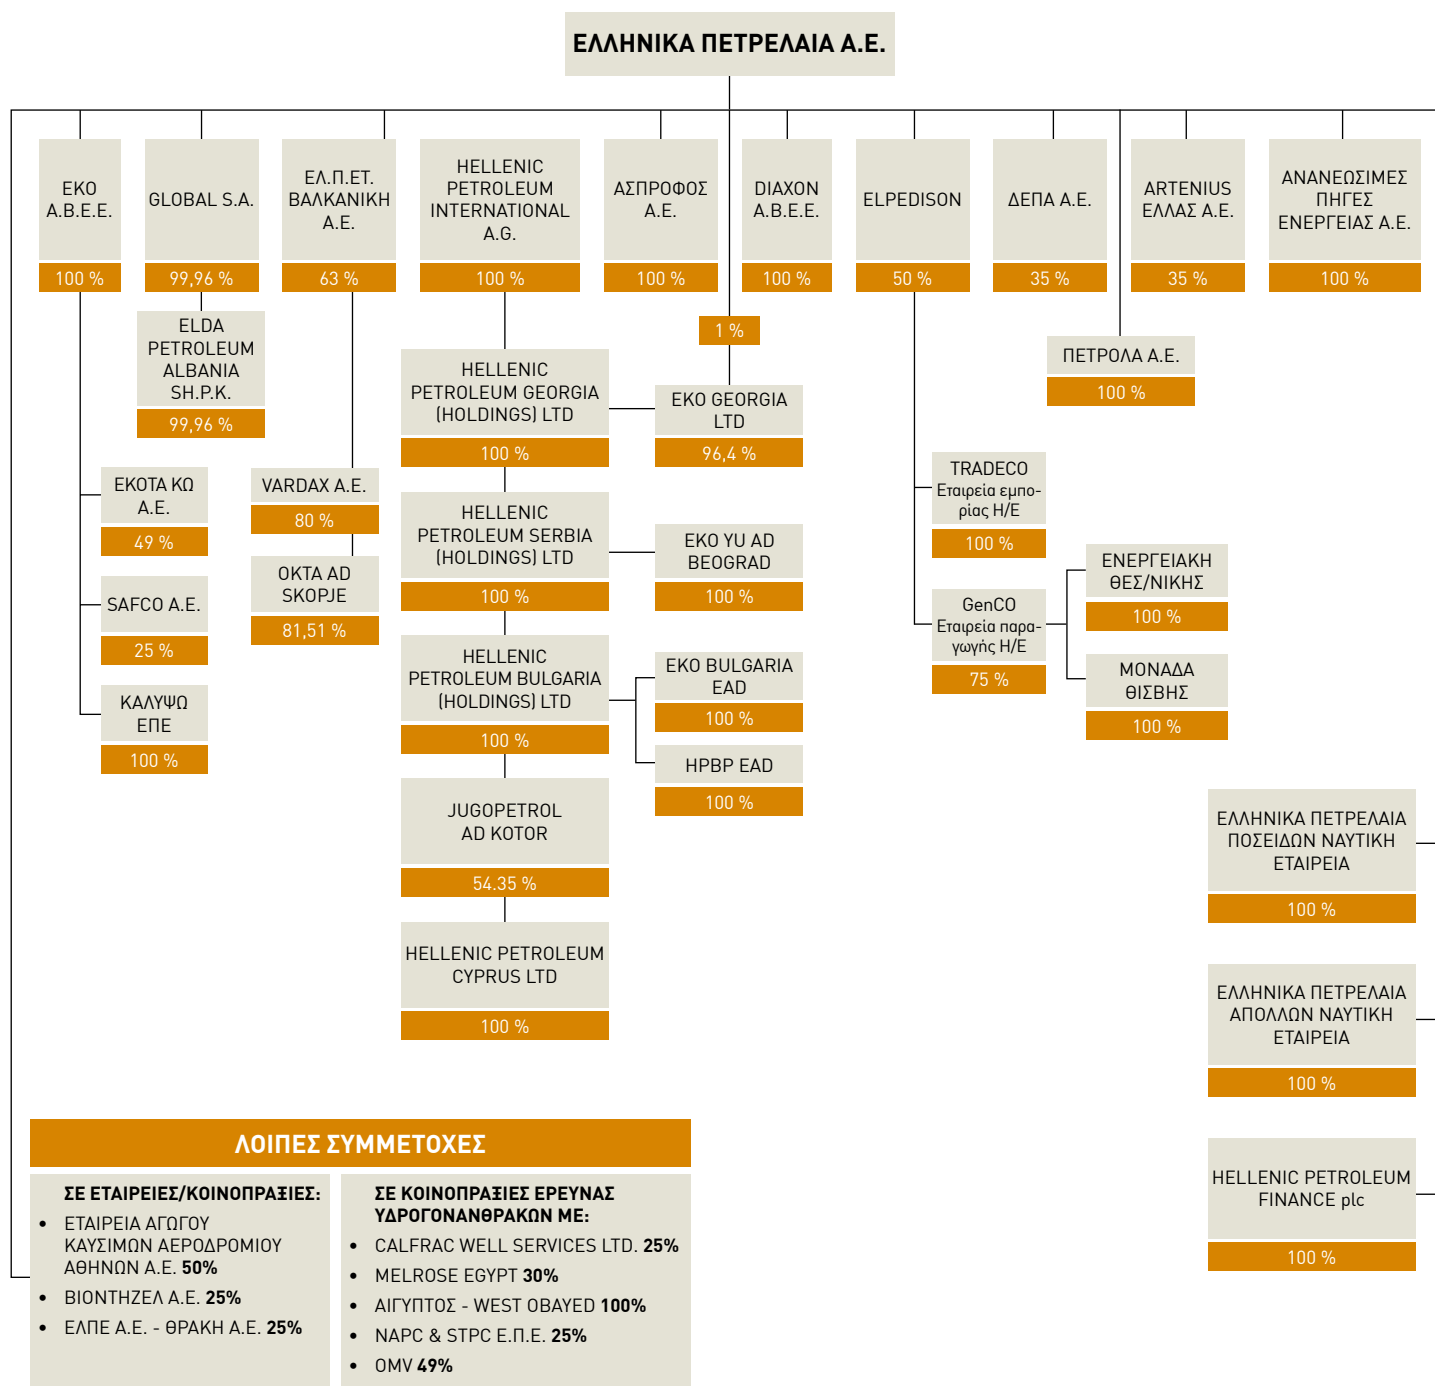 ΕΛΛΗΝΙΚΑ ΠΕΤΡΕΛΑΙΑ Α.Ε.
ΕΚΟ
Α.Β.Ε.Ε.
100 %
GLOBAL S.A.
99,96 %
ΕΛ.Π.ΕΤ.
ΒΑΛΚΑΝΙΚΗ
Α.Ε.
63 %
HELLENIC
PETROLEUM
INTERNATIONAL
A.G.
100 %
ΑΣΠΡΟΦΟΣ
Α.Ε.
100 %
DIAXON
Α.Β.Ε.Ε.
100 %
ELPEDISON
50 %
ΔΕΠΑ Α.Ε.
35 %
ARTENIUS
ΕΛΛΑΣ Α.Ε.
35 %
ΑΝΑΝΕΩΣΙΜΕΣ
ΠΗΓΕΣ
ΕΝΕΡΓΕΙΑΣ Α.Ε.
100 %
ELDA
PETROLEUM
ALBANIA
SH.P.K.
99,96 %
1 %
ΠΕΤΡΟΛΑ Α.Ε.
100 %
HELLENIC
PETROLEUM GEORGIA
(HOLDINGS) LTD
100 %
EKO GEORGIA
LTD
96,4 %
ΕΚΟΤΑ ΚΩ
Α.Ε.
49 %
SAFCO Α.Ε.
25 %
ΚΑΛΥΨΩ
ΕΠΕ
100 %
VARDAX Α.Ε.
80 %
ΟΚΤΑ AD
SKOPJE
81,51 %
HELLENIC
PETROLEUM SERBIA
(HOLDINGS) LTD
100 %
EKO YU AD
BEOGRAD
100 %
HELLENIC
PETROLEUM BULGARIA
(HOLDINGS) LTD
100 %
EKO BULGARIA
EAD
100 %
HPBP EAD
100 %
JUGOPETROL
AD KOTOR
54.35 %
HELLENIC PETROLEUM
CYPRUS LTD
100 %
TRADECO
Εταιρεία εμπο-
ρίας Η/Ε
100 %
GenCO
Εταιρεία παρα-
γωγής Η/Ε
75 %
ΕΝΕΡΓΕΙΑΚΗ
ΘΕΣ/ΝΙΚΗΣ
100 %
ΜΟΝΑΔΑ
ΘΙΣΒΗΣ
100 %
ΕΛΛΗΝΙΚΑ ΠΕΤΡΕΛΑΙΑ
ΠΟΣΕΙΔΩΝ ΝΑΥΤΙΚΗ
ΕΤΑΙΡΕΙΑ
100 %
ΕΛΛΗΝΙΚΑ ΠΕΤΡΕΛΑΙΑ
ΑΠΟΛΛΩΝ ΝΑΥΤΙΚΗ
ΕΤΑΙΡΕΙΑ
100 %
HELLENIC PETROLEUM
FINANCE plc
100 %
ΛΟΙΠΕΣ ΣΥΜΜΕΤΟΧΕΣ
ΣΕ ΕΤΑΙΡΕΙΕΣ/ΚΟΙΝΟΠΡΑΞΙΕΣ:
• ΕΤΑΙΡΕΙΑ ΑΓΩΓΟΥ
ΚΑΥΣΙΜΩΝ ΑΕΡΟΔΡΟΜΙΟΥ
ΑΘΗΝΩΝ Α.Ε. 50%
• ΒΙΟΝΤΗΖΕΛ Α.Ε. 25%
• ΕΛΠΕ Α.Ε. - ΘΡΑΚΗ Α.Ε. 25%
ΣΕ ΚΟΙΝΟΠΡΑΞΙΕΣ ΕΡΕΥΝΑΣ
ΥΔΡΟΓΟΝΑΝΘΡΑΚΩΝ ΜΕ:
• CALFRAC WELL SERVICES LTD. 25%
• MELROSE EGYPT 30%
• ΑΙΓΥΠΤΟΣ - WEST OBAYED 100%
• NAPC & STPC Ε.Π.Ε. 25%
• OMV 49%